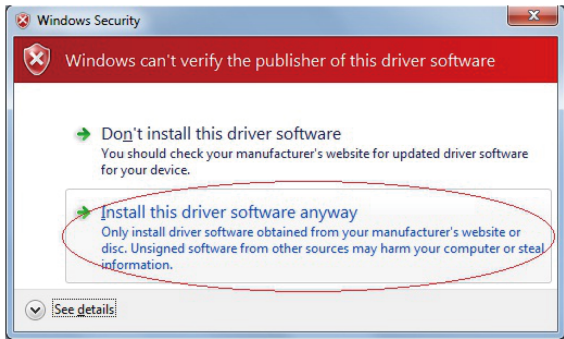 Windows Security
Windows can't verify the publisher of this driver software
Don't install this driver software
You should check your manufacturer's website for updated driver software
for your device.
Install this driver software anyway
Only install driver software obtained from your manufacturer's website or
disc. Unsigned software from other sources may harm your computer or steal
information.
See details